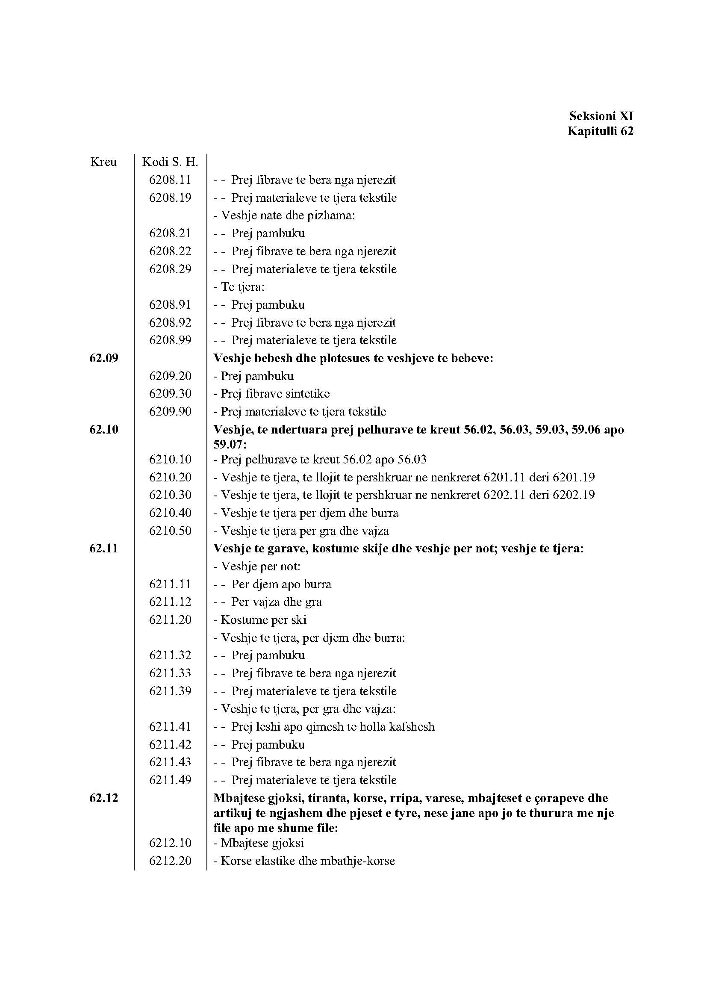 Seksioni XI
Kapitulli 62
Kreu Kodi S. H.
6208.11 - - Prej fibrave te bera nga njerezit
6208.19 - - Prej materialeve te tjera tekstile
- Veshje nate dhe pizhama:
6208.21 - - Prej pambuku
6208.22 - - Prej fibrave te bera nga njerezit
6208.29 - - Prej materialeve te tjera tekstile
- Te tjera:
6208.91 - - Prej pambuku
6208.92 - - Prej fibrave te bera nga njerezit
6208.99 - - Prej materialeve te tjera tekstile
62.09 Veshje bebesh dhe plotesues te veshjeve te bebeve:
6209.20 - Prej pambuku
6209.30 - Prej fibrave sintetike
6209.90 - Prej materialeve te tjera tekstile
62.10 Veshje, te ndertuara prej pelhurave te kreut 56.02, 56.03, 59.03, 59.06 apo
59.07:
6210.10 - Prej pelhurave te kreut 56.02 apo 56.03
6210.20 - Veshje te tjera, te llojit te pershkruar ne nenkreret 6201.11 deri 6201.19
6210.30 - Veshje te tjera, te llojit te pershkruar ne nenkreret 6202.11 deri 6202.19
6210.40 - Veshje te tjera per djem dhe burra
6210.50 - Veshje te tjera per gra dhe vajza
62.11 Veshje te garave, kostume skije dhe veshje per not; veshje te tjera:
- Veshje per not:
6211.11 - - Per djem apo burra
6211.12 - - Per vajza dhe gra
6211.20 - Kostume per ski
- Veshje te tjera, per djem dhe burra:
6211.32 - - Prej pambuku
6211.33 - - Prej fibrave te bera nga njerezit
6211.39 - - Prej materialeve te tjera tekstile
- Veshje te tjera, per gra dhe vajza:
6211.41 - - Prej leshi apo qimesh te holla kafshesh
6211.42 - - Prej pambuku
6211.43 - - Prej fibrave te bera nga njerezit
6211.49 - - Prej materialeve te tjera tekstile
62.12 Mbajtese gjoksi, tiranta, korse, rripa, varese, mbajteset e çorapeve dhe
artikuj te ngjashem dhe pjeset e tyre, nese jane apo jo te thurura me nje
file apo me shume file:
6212.10 - Mbajtese gjoksi
6212.20 - Korse elastike dhe mbathje-korse